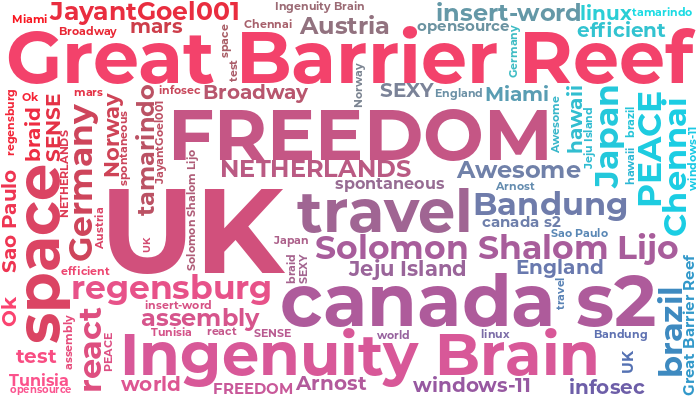 Miami
JayantGoel001
Ingenuity Brain
insert-word
linux
tamarindo
Broadway
mars
Chennai
Austria
opensource
efficient
Great Barrier Reef
space
test
Germany
Norway
regensburg
Ok
mars
infosec
Broadway
SEXY
England
Miami
hawaii
Japan
PEACE
brazil
Chennai
windows-11
braid
SENSE
NETHERLANDS
Germany
Norway
spontaneous
tamarindo
JayantGoel001
FREEDOM
Awesome
Jeju Island
hawaii
NETHERLANDS
Awesome
spontaneous
Arnost
Sao Paulo
space
Austria
UK
UK
Solomon Shalom Lijo
travel
Bandung
canada s2
Sao Paulo
Japan
Solomon Shalom Lijo
efficient
braid
SEXY
Jeju Island
England
regensburg
canada s2
travel
brazil
Great Barrier Reef
Ok
insert-word
assembly
react
PEACE
assembly
Tunisia
react
SENSE
world
linux
Bandung
test
Ingenuity Brain
UK
Tunisia
opensource
world
FREEDOM
Arnost
windows-11
infosec